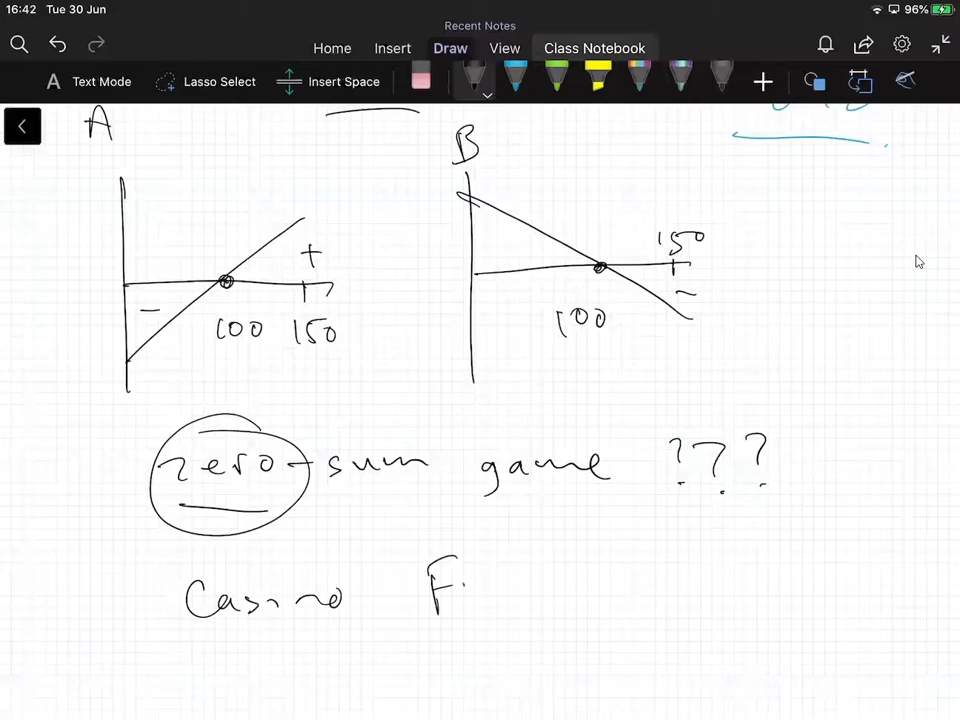 16:42 Tue 30 Jun
96%
Recent Notes
Home Insert Draw View Class Notebook
Text Mode Lasso Select Insert Space
A
B
+
150
-
-
100 150
100
zero-sum game ???
Casino F